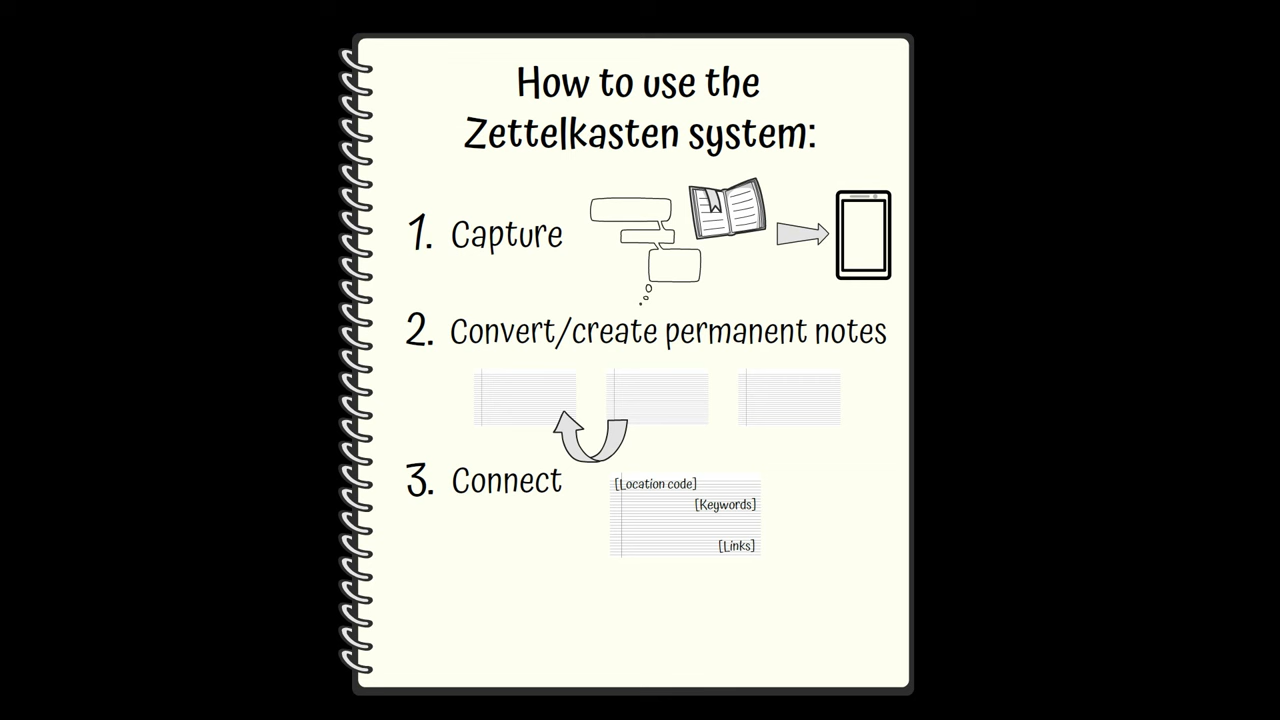 How to use the
Zettelkasten system:
1. Capture
2. Convert/create permanent notes
3. Connect
[Location code]
[Keywords]
[Links]